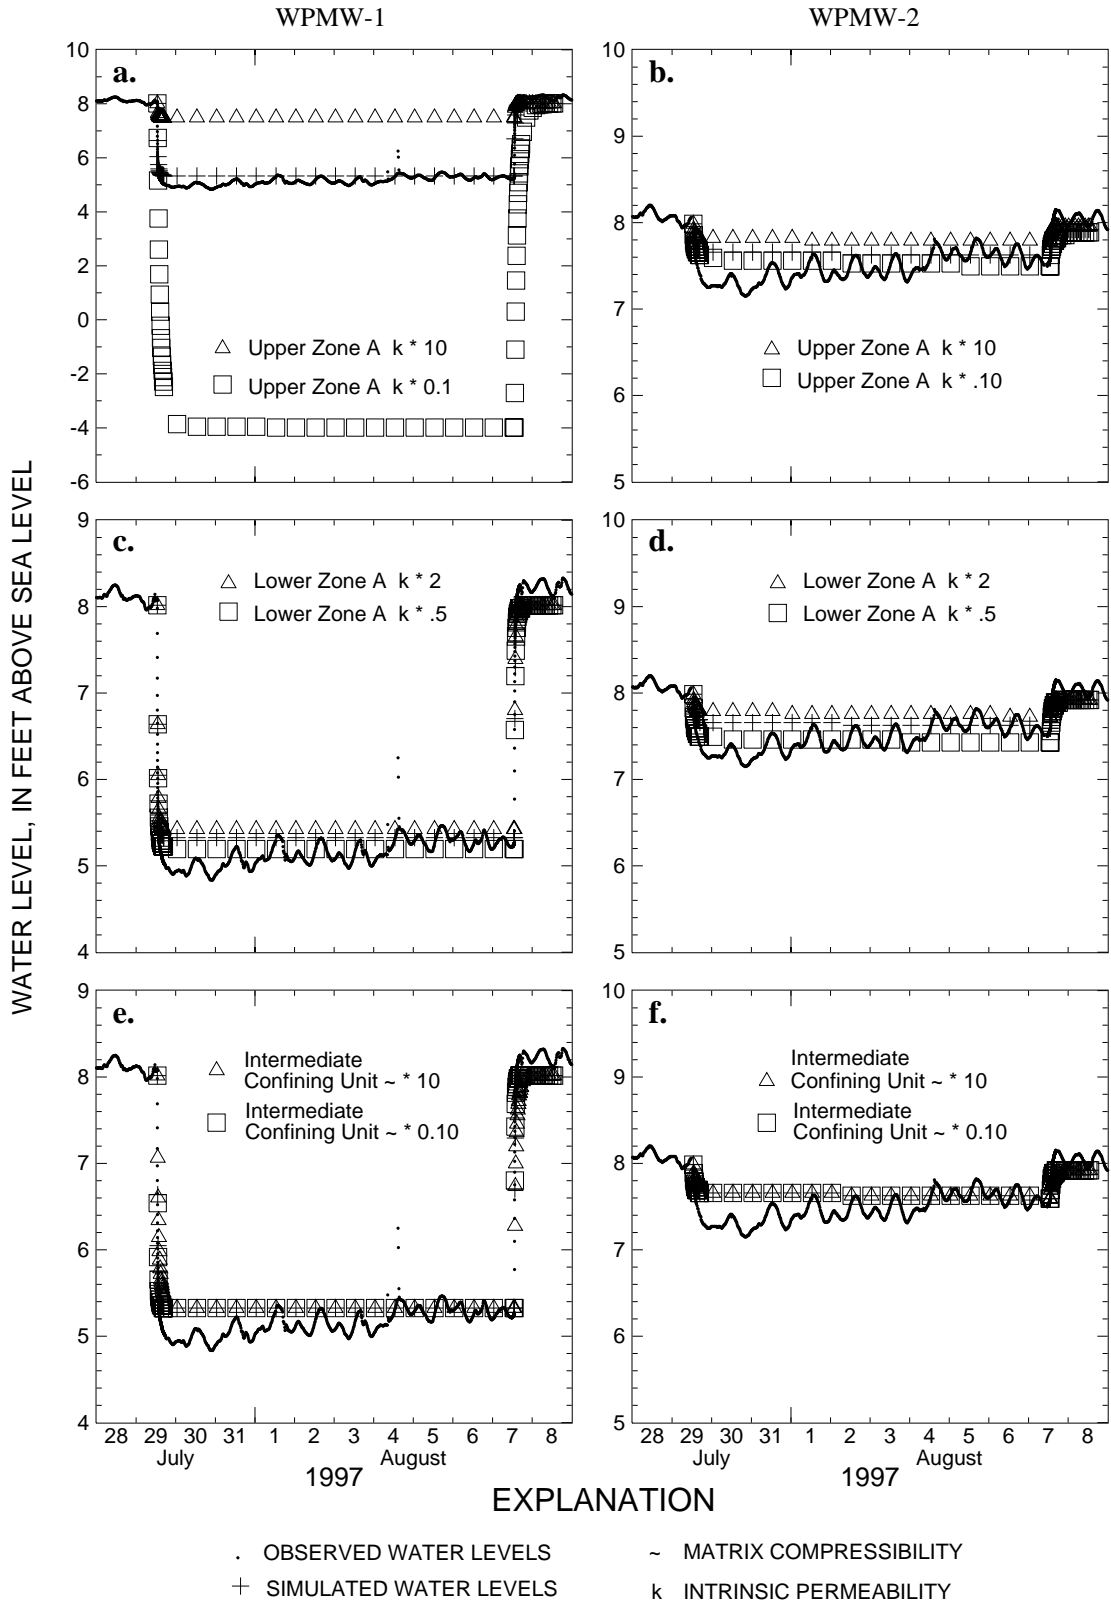 WPMW-1
WPMW-2
WATER LEVEL, IN FEET ABOVE SEA LEVEL
a.
10
8
6
4
2
0
-2
-4
-6
Upper Zone A k * 10
Upper Zone A k * 0.1
b.
10
9
8
7
6
5
Upper Zone A k * 10
Upper Zone A k * .10
c.
9
8
7
6
5
4
Lower Zone A k * 2
Lower Zone A k * .5
d.
10
9
8
7
6
5
Lower Zone A k * 2
Lower Zone A k * .5
e.
9
8
7
6
5
4
Intermediate
Confining Unit ~ * 10
Intermediate
Confining Unit ~ * 0.10
28 29 30 31 1 2 3 4 5 6 7 8
July August
1997
f.
10
9
8
7
6
5
Intermediate
Confining Unit ~ * 10
Intermediate
Confining Unit ~ * 0.10
28 29 30 31 1 2 3 4 5 6 7 8
July August
1997
EXPLANATION
. OBSERVED WATER LEVELS
+ SIMULATED WATER LEVELS
~ MATRIX COMPRESSIBILITY
k INTRINSIC PERMEABILITY